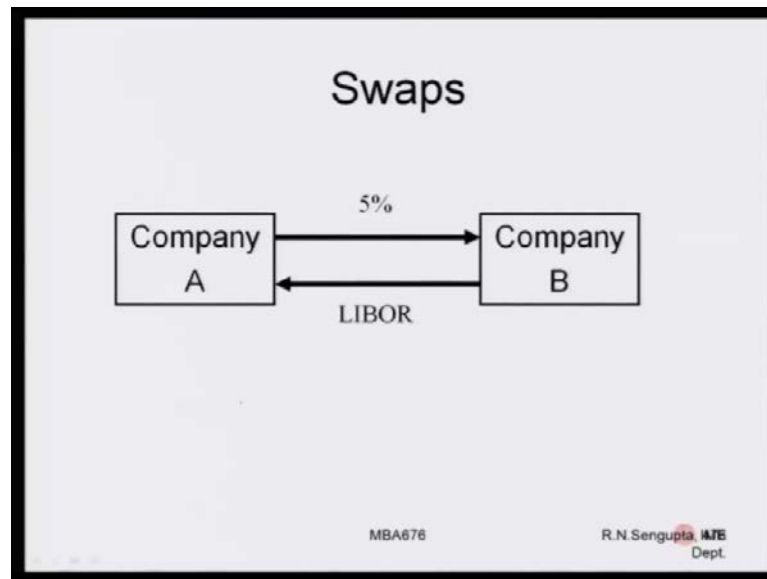 Swaps
5%
Company
A
Company
B
LIBOR
MBA676
R.N.Sengupta,
Dept.